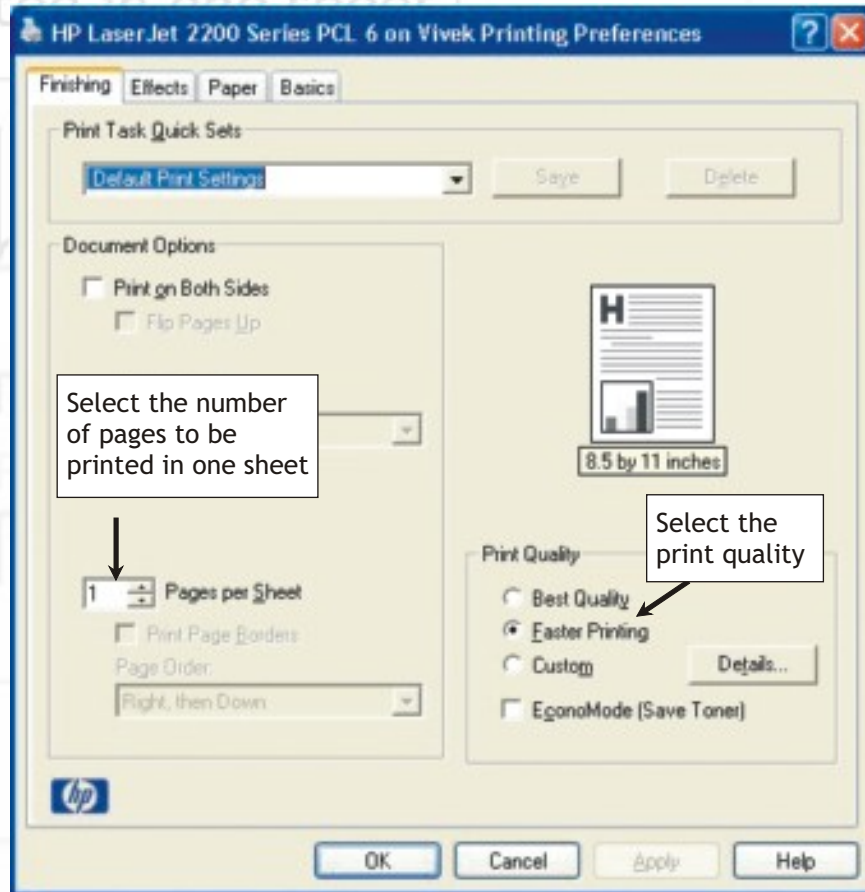 HP LaserJet 2200 Series PCL 6 on Vivek Printing Preferences
Finishing Effects Paper Basics
Print Task Quick Sets
Default Print Settings Save Delete
Document Options
Print on Both Sides
Flip Pages Up
Select the number
of pages to be
printed in one sheet
1 Pages per Sheet
Print Page Borders
Page Order:
Right, then Down
H
8.5 by 11 inches
Select the
print quality
Print Quality
Best Quality
Faster Printing
Custom Details...
EconoMode (Save Toner)
hp
OK Cancel Apply Help